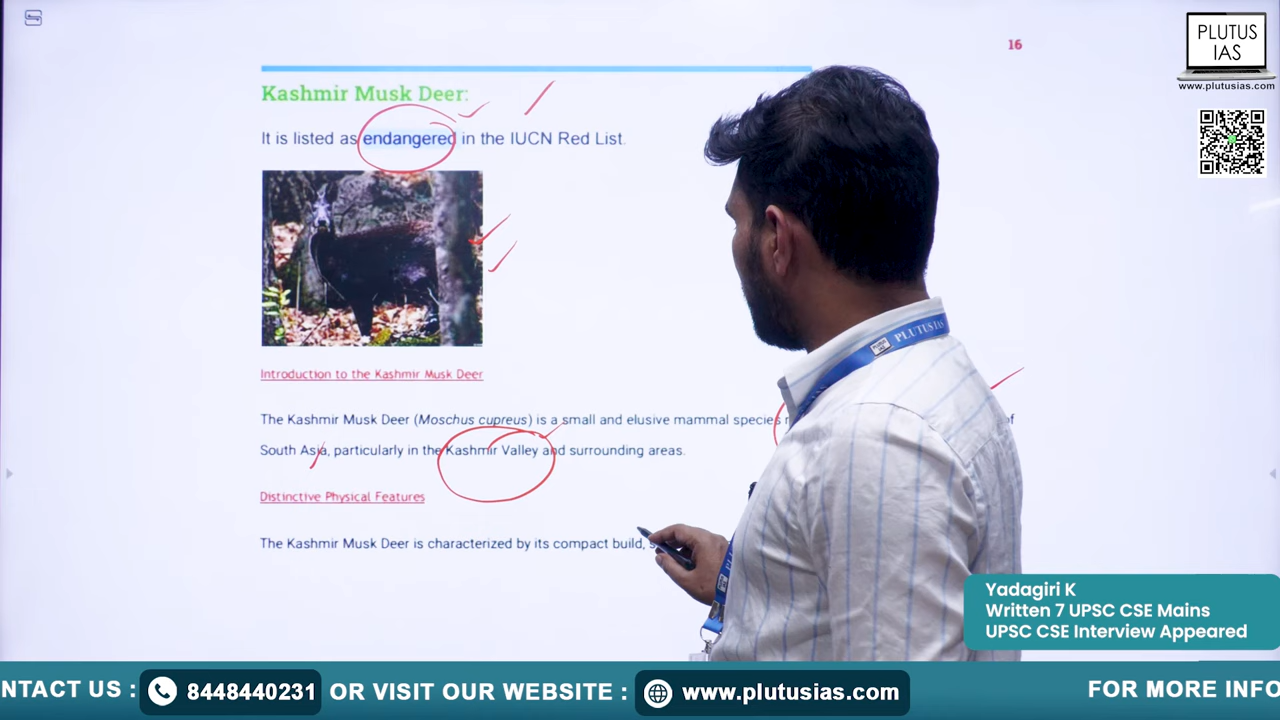 16
PLUTUS
IAS
www.plutusias.com
Kashmir Musk Deer:
It is listed as endangered in the IUCN Red List.
Introduction to the Kashmir Musk Deer
The Kashmir Musk Deer (Moschus cupreus) is a small and elusive mammal species of
South Asia, particularly in the Kashmir Valley and surrounding areas.
Distinctive Physical Features
The Kashmir Musk Deer is characterized by its compact build,
PLUTUS IAS
Yadagiri K
Written 7 UPSC CSE Mains
UPSC CSE Interview Appeared
NTACT US : 8448440231 OR VISIT OUR WEBSITE : www.plutusias.com FOR MORE INFO